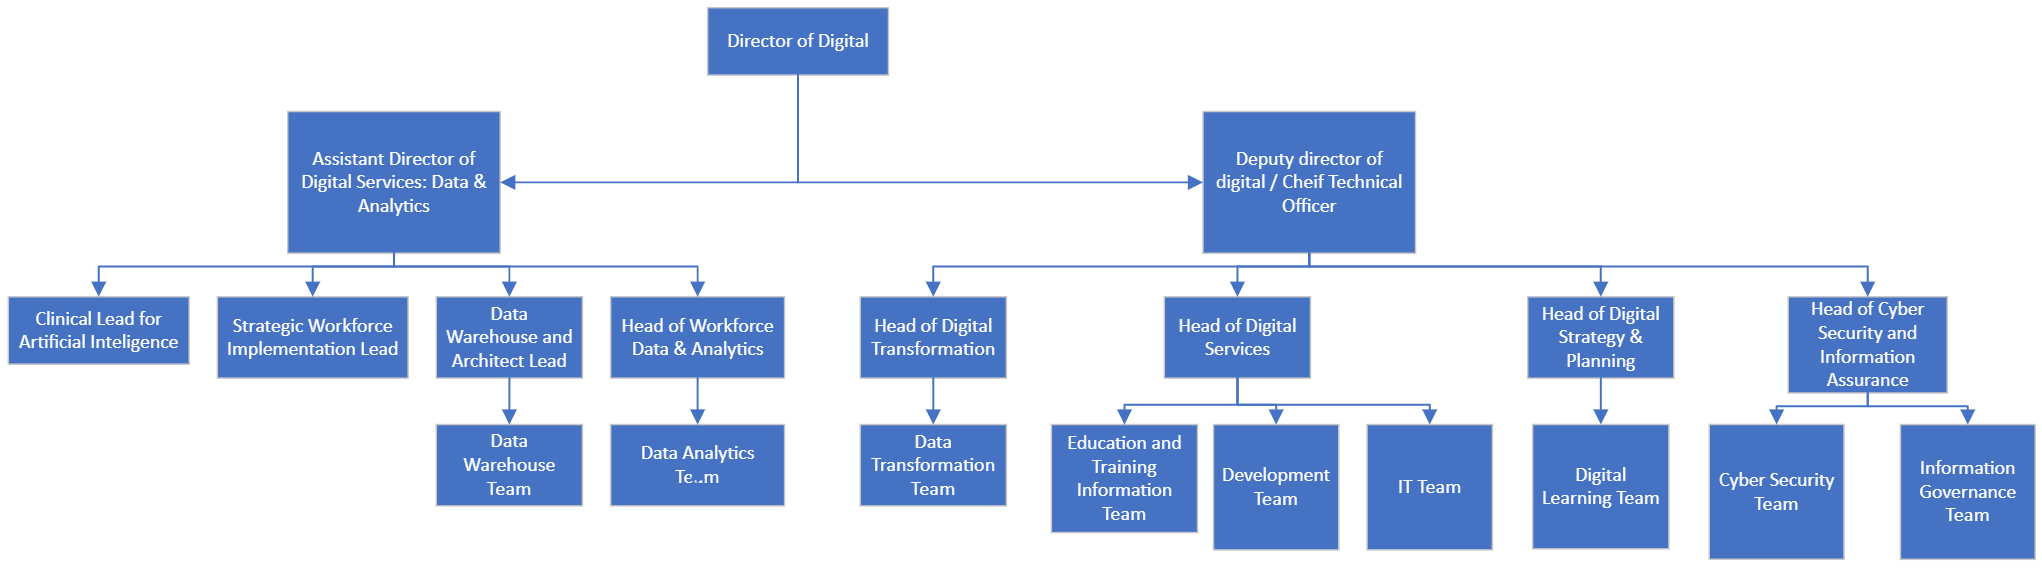 Director of Digital
Assistant Director of
Digital Services: Data &
Analytics
Deputy director of
digital / Cheif Technical
Officer
Clinical Lead for
Artificial Inteligence
Strategic Workforce
Implementation Lead
Data
Warehouse and
Architect Lead
Head of Workforce
Data & Analytics
Head of Digital
Transformation
Head of Digital
Services
Head of Digital
Strategy &
Planning
Head of Cyber
Security and
Information
Assurance
Data
Warehouse
Team
Data Analytics
Team
Data
Transformation
Team
Education and
Training
Information
Team
Development
Team
IT Team
Digital
Learning Team
Cyber Security
Team
Information
Governance
Team